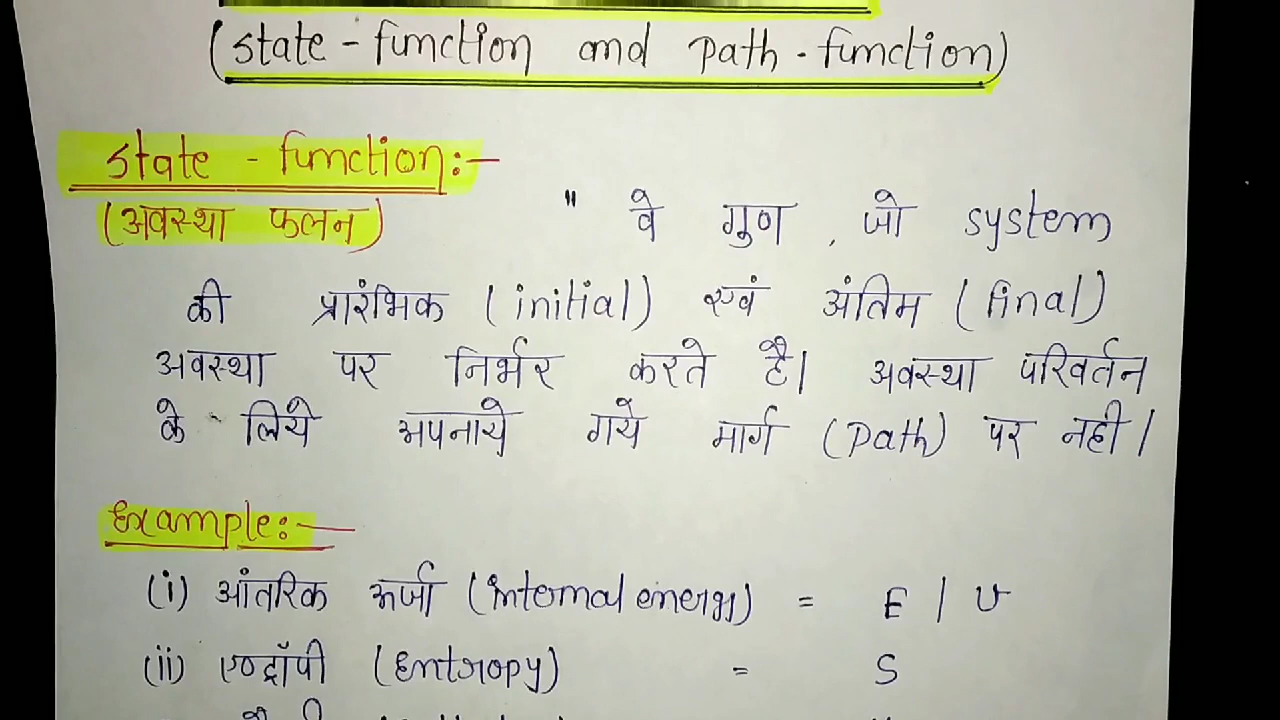 (state-function and path-function)
state-function:-
(अवस्था फलन)
" वे गुण, जो system
की प्रारंभिक (initial) एवं अंतिम (final)
अवस्था पर निर्भर करते है। अवस्था परिवर्तन
के लिये अपनाये गये मार्ग (Path) पर नही।
Example:-
(i) आंतरिक ऊर्जा (Internal energy) = E / U
(ii) एण्ट्रॉपी (Entropy) = S